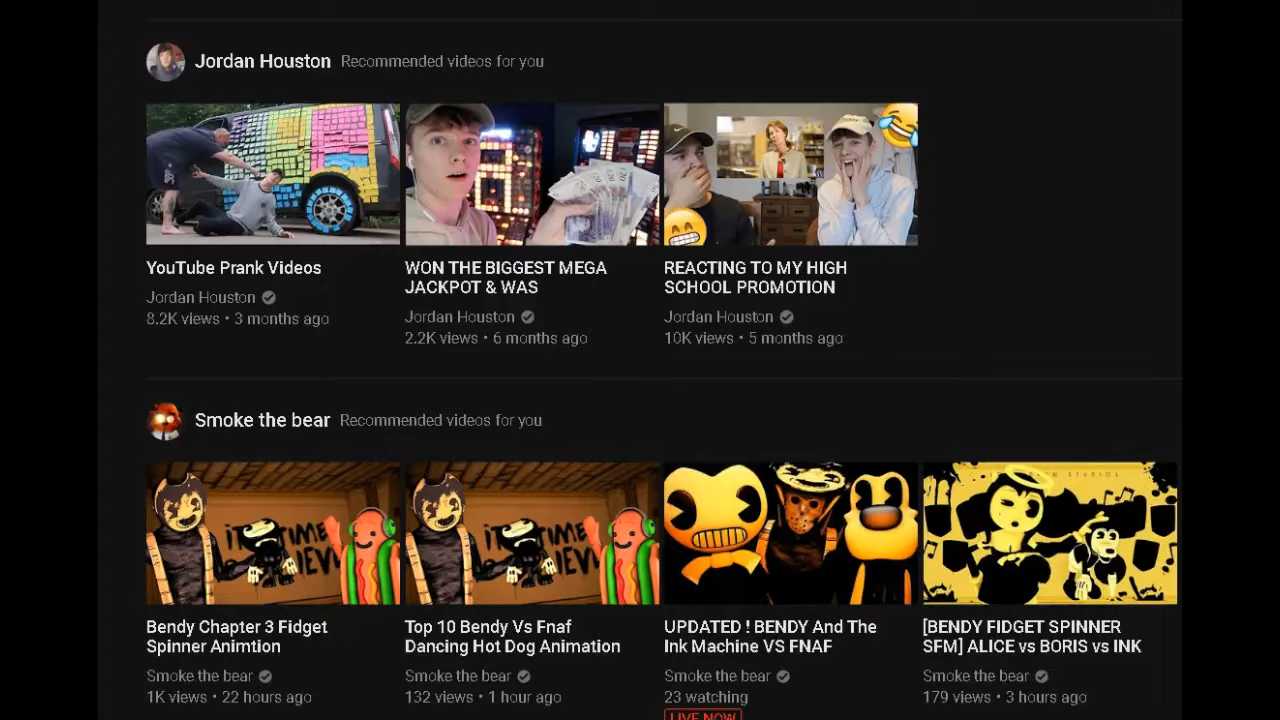 Jordan Houston Recommended videos for you
YouTube Prank Videos
Jordan Houston
8.2K views • 3 months ago
WON THE BIGGEST MEGA
JACKPOT & WAS
Jordan Houston
2.2K views • 6 months ago
REACTING TO MY HIGH
SCHOOL PROMOTION
Jordan Houston
10K views • 5 months ago
Smoke the bear Recommended videos for you
Bendy Chapter 3 Fidget
Spinner Animtion
Smoke the bear
1K views • 22 hours ago
Top 10 Bendy Vs Fnaf
Dancing Hot Dog Animation
Smoke the bear
132 views • 1 hour ago
UPDATED ! BENDY And The
Ink Machine VS FNAF
Smoke the bear
23 watching
LIVE NOW
[BENDY FIDGET SPINNER
SFM] ALICE vs BORIS vs INK
Smoke the bear
179 views • 3 hours ago